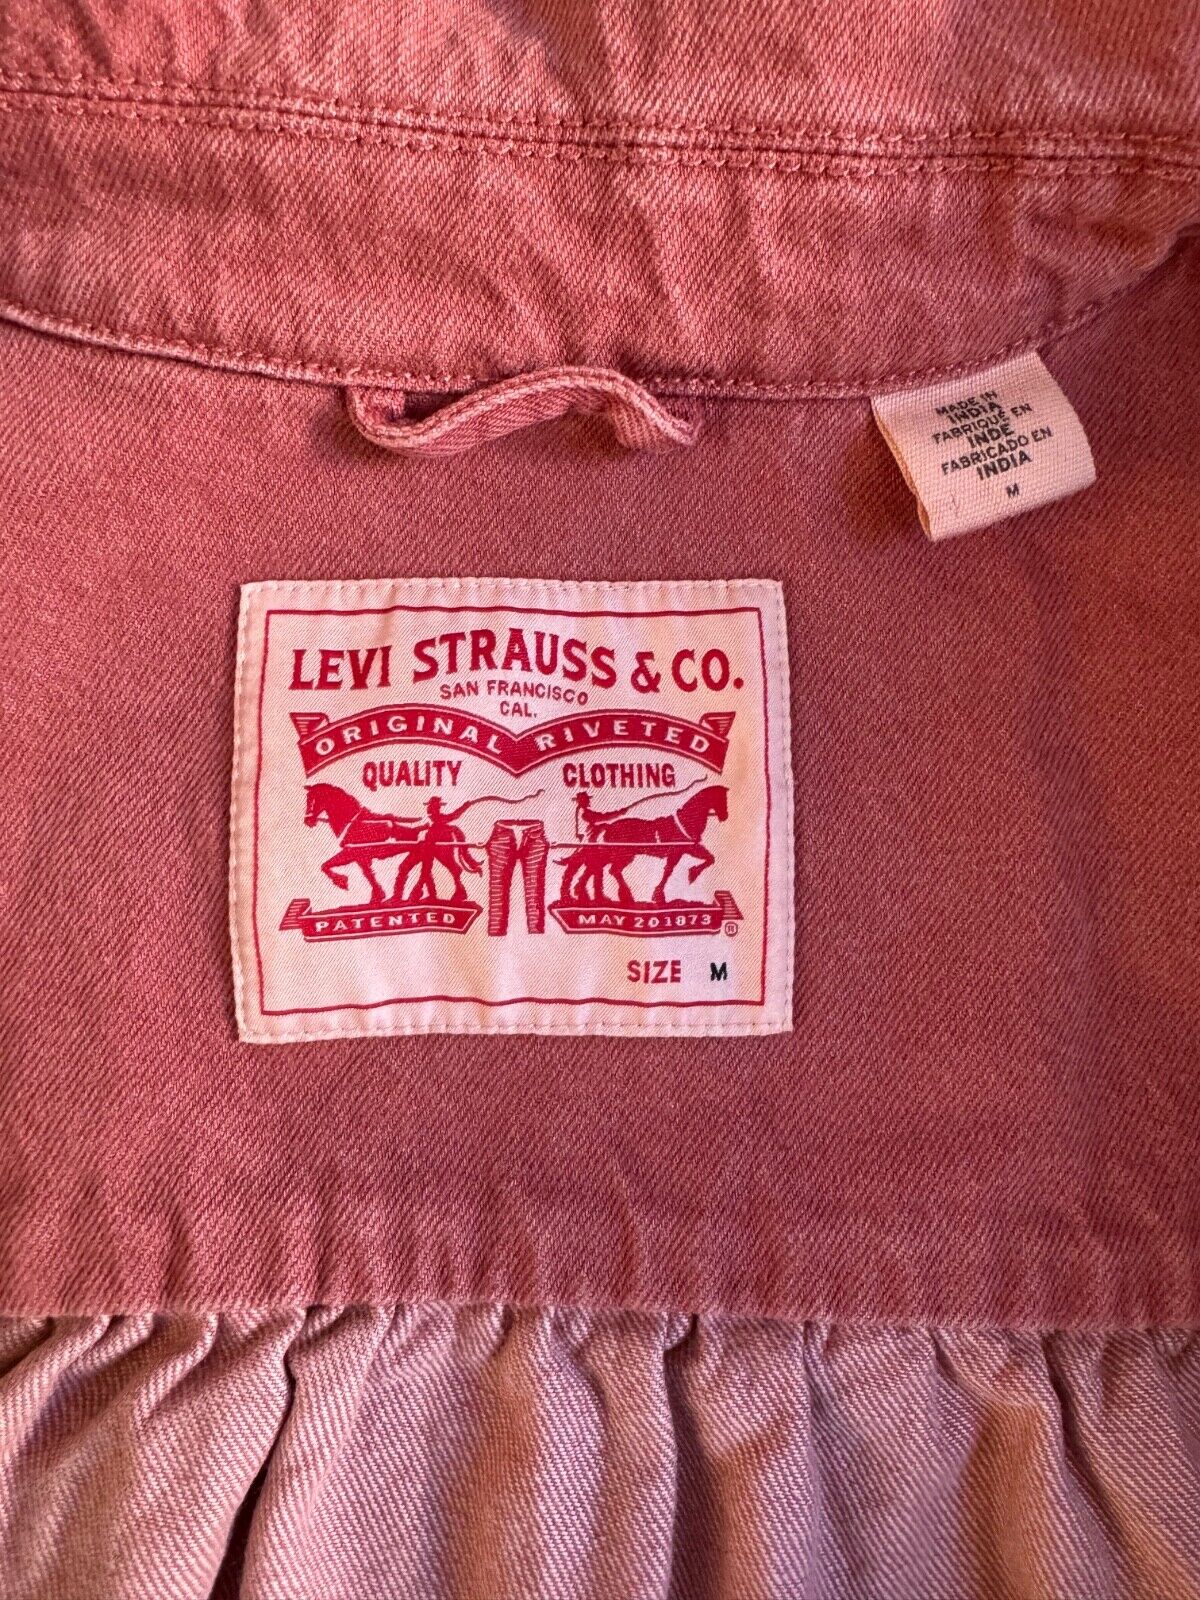 MADE IN
INDIA
FABRIQUE EN
INDE
FABRICADO EN
INDIA
M
LEVI STRAUSS & CO.
SAN FRANCISCO
CAL.
ORIGINAL RIVETED
QUALITY CLOTHING
PATENTED MAY 20 1873 ®
SIZE M